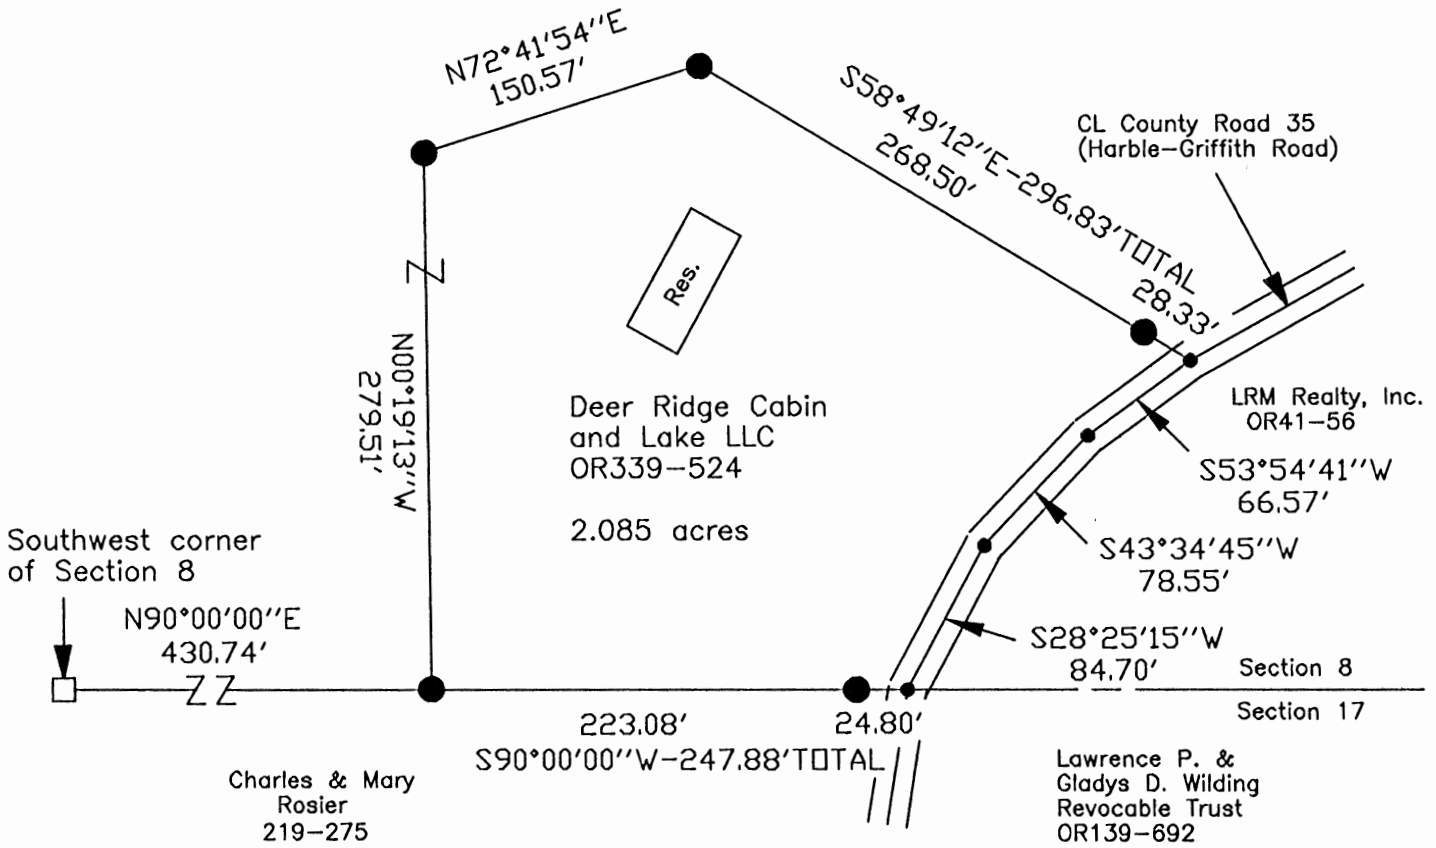 N72°41'54"E
150.57'
S58°49'12"E-296.83'TOTAL
268.50'
28.33'
CL County Road 35
(Harble-Griffith Road)
Res.
N00°19'13"W
279.51'
Deer Ridge Cabin
and Lake LLC
OR339-524
2.085 acres
LRM Realty, Inc.
OR41-56
S53°54'41"W
66.57'
S43°34'45"W
78.55'
S28°25'15"W
84.70'
Southwest corner
of Section 8
N90°00'00"E
430.74'
Section 8
Section 17
223.08'
24.80'
S90°00'00"W-247.88'TOTAL
Charles & Mary
Rosier
219-275
Lawrence P. &
Gladys D. Wilding
Revocable Trust
OR139-692